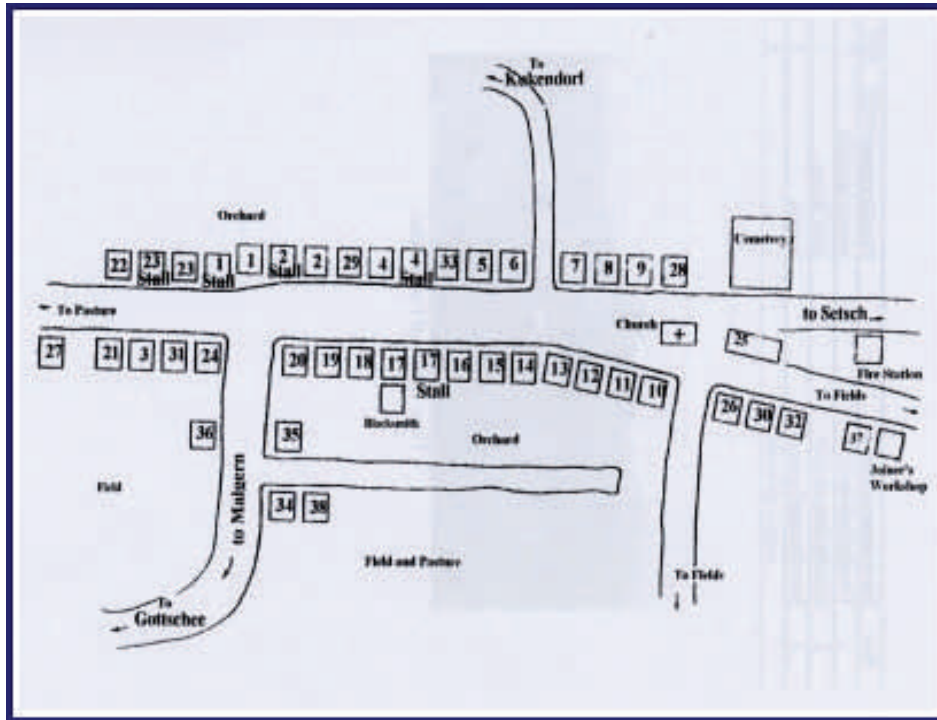 To
Kukendorf
Orchard
Cemetery
22
23
Stall
23
1
Stall
1
2
Stall
2
29
4
4
Stall
33
5
6
7
8
9
28
To Pasture
Church
to Setsch
25
Fire Station
27
21
3
31
24
20
19
18
17
17
Stall
16
15
14
13
12
11
10
To Fields
26
30
32
37
Joiner's
Workshop
Blacksmith
Orchard
36
35
Field
to Malgern
34
38
Field and Pasture
To Fields
To
Gottschee